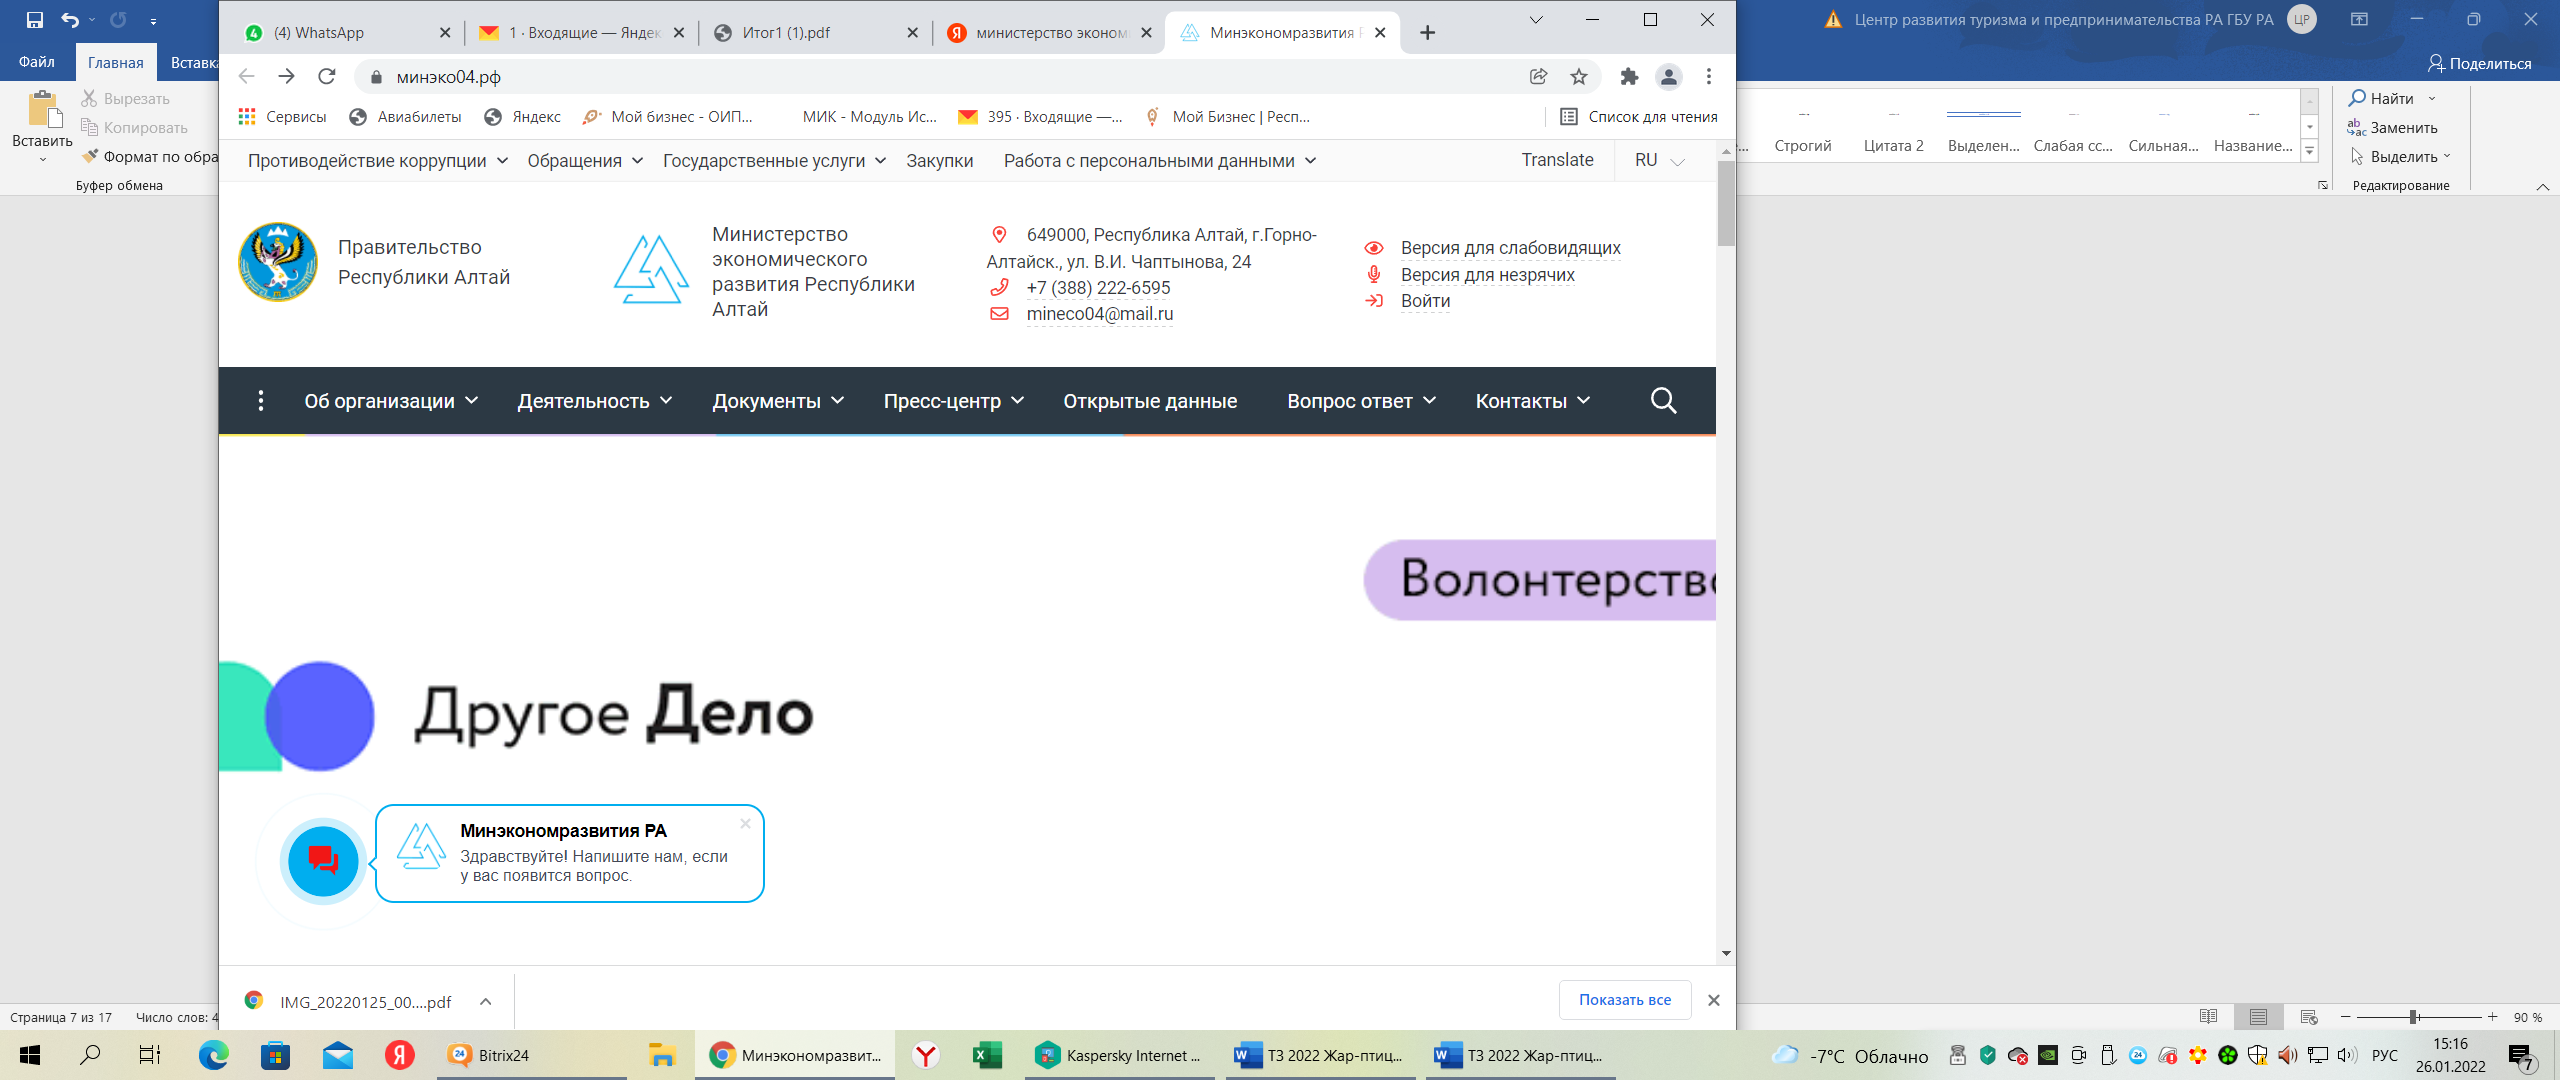 Центр развития туризма и предпринимательства РА ГБУ РА
ЦР
Файл
Главная
Вставка
Поделиться
Вставить
Вырезать
Копировать
Формат по обра
Буфер обмена
Строгий
Цитата 2
Выделен...
Слабая сс...
Сильная...
Название...
Найти
Заменить
Выделить
Редактирование
(4) WhatsApp
1 · Входящие — Яндек
Итог1 (1).pdf
министерство эконом
Минэкономразвития Р
минэко04.рф
Сервисы
Авиабилеты
Яндекс
Мой бизнес - ОИП...
МИК - Модуль Ис...
395 · Входящие —...
Мой Бизнес | Респ...
Список для чтения
Противодействие коррупции
Обращения
Государственные услуги
Закупки
Работа с персональными данными
Translate
RU
Правительство
Республики Алтай
Министерство
экономического
развития Республики
Алтай
649000, Республика Алтай, г.Горно-
Алтайск., ул. В.И. Чаптынова, 24
+7 (388) 222-6595
mineco04@mail.ru
Версия для слабовидящих
Версия для незрячих
Войти
Об организации
Деятельность
Документы
Пресс-центр
Открытые данные
Вопрос ответ
Контакты
Волонтерство
Другое Дело
Минэкономразвития РА
Здравствуйте! Напишите нам, если
у вас появится вопрос.
IMG_20220125_00....pdf
Показать все
Страница 7 из 17
Число слов: 4
90 %
Bitrix24
Минэкономразвит...
Kaspersky Internet ...
ТЗ 2022 Жар-птиц...
ТЗ 2022 Жар-птиц...
-7°C Облачно
РУС
15:16
26.01.2022
7